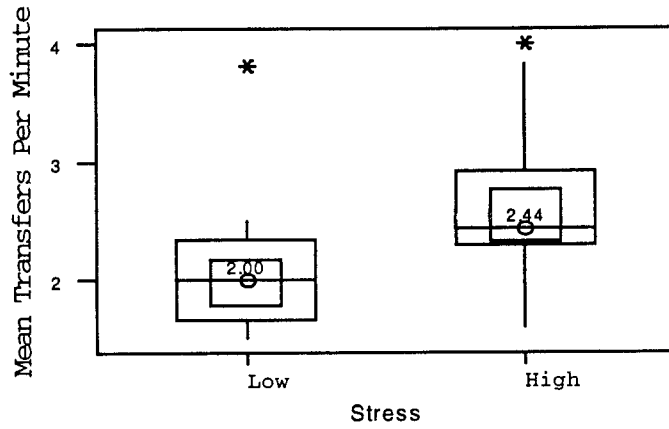 Mean Transfers Per Minute
4
3
2
2.00
2.44
Low
High
Stress